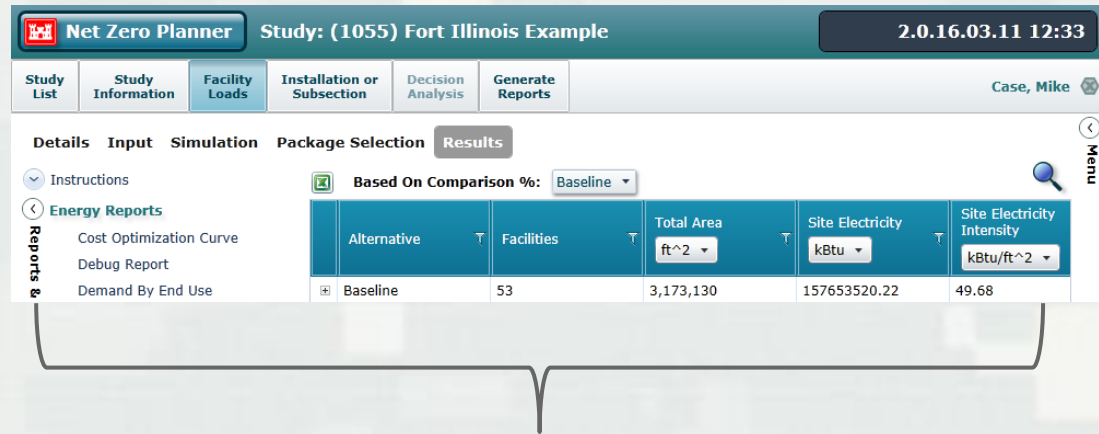 Net Zero Planner Study: (1055) Fort Illinois Example 2.0.16.03.11 12:33
Study List
Study Information
Facility Loads
Installation or Subsection
Decision Analysis
Generate Reports
Case, Mike
Details Input Simulation Package Selection Results
Menu
Instructions
Based On Comparison %: Baseline
Energy Reports
Cost Optimization Curve
Debug Report
Demand By End Use
Reports &
Alternative
Facilities
Total Area
ft^2
Site Electricity
kBtu
Site Electricity
Intensity
kBtu/ft^2
Baseline 53 3,173,130 157653520.22 49.68